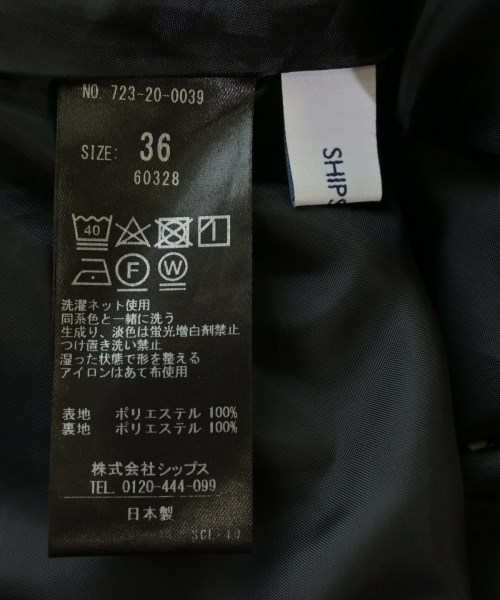 NO. 723-20-0039
SIZE: 36
60328
40
F W
洗濯ネット使用
同系色と一緒に洗う
生成り、淡色は蛍光増白剤禁止
つけ置き洗い禁止
湿った状態で形を整える
アイロンはあて布使用
表地 ポリエステル 100%
裏地 ポリエステル 100%
株式会社シップス
TEL. 0120-444-099
日本製
SHIPS